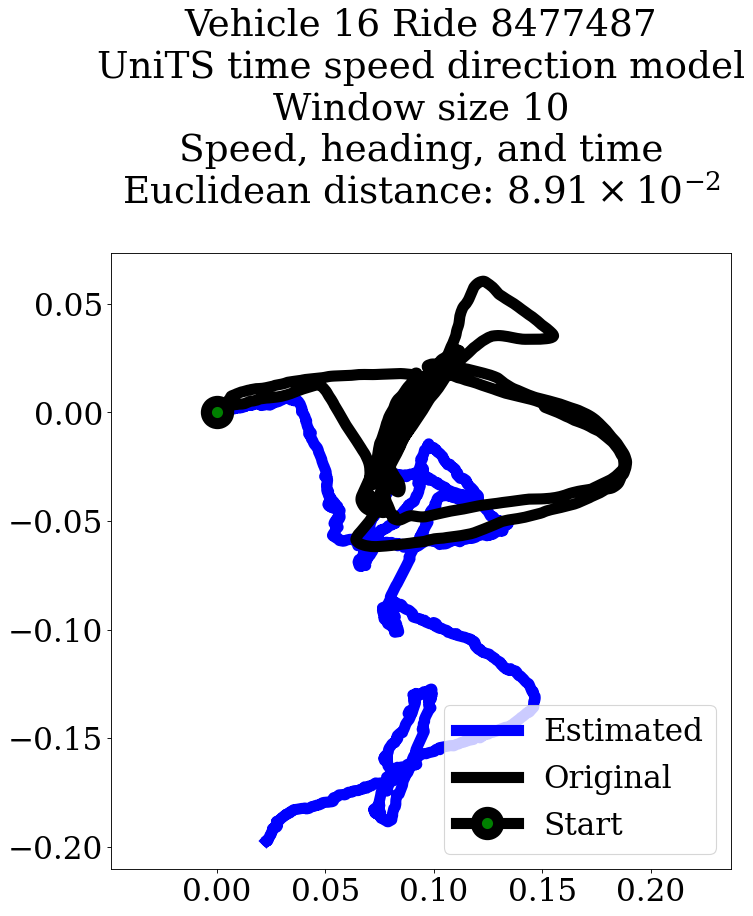 Vehicle 16 Ride 8477487
UniTS time speed direction model
Window size 10
Speed, heading, and time
Euclidean distance: 8.91 × 10⁻²
0.05
0.00
−0.05
−0.10
−0.15
−0.20
Estimated
Original
Start
0.00 0.05 0.10 0.15 0.20